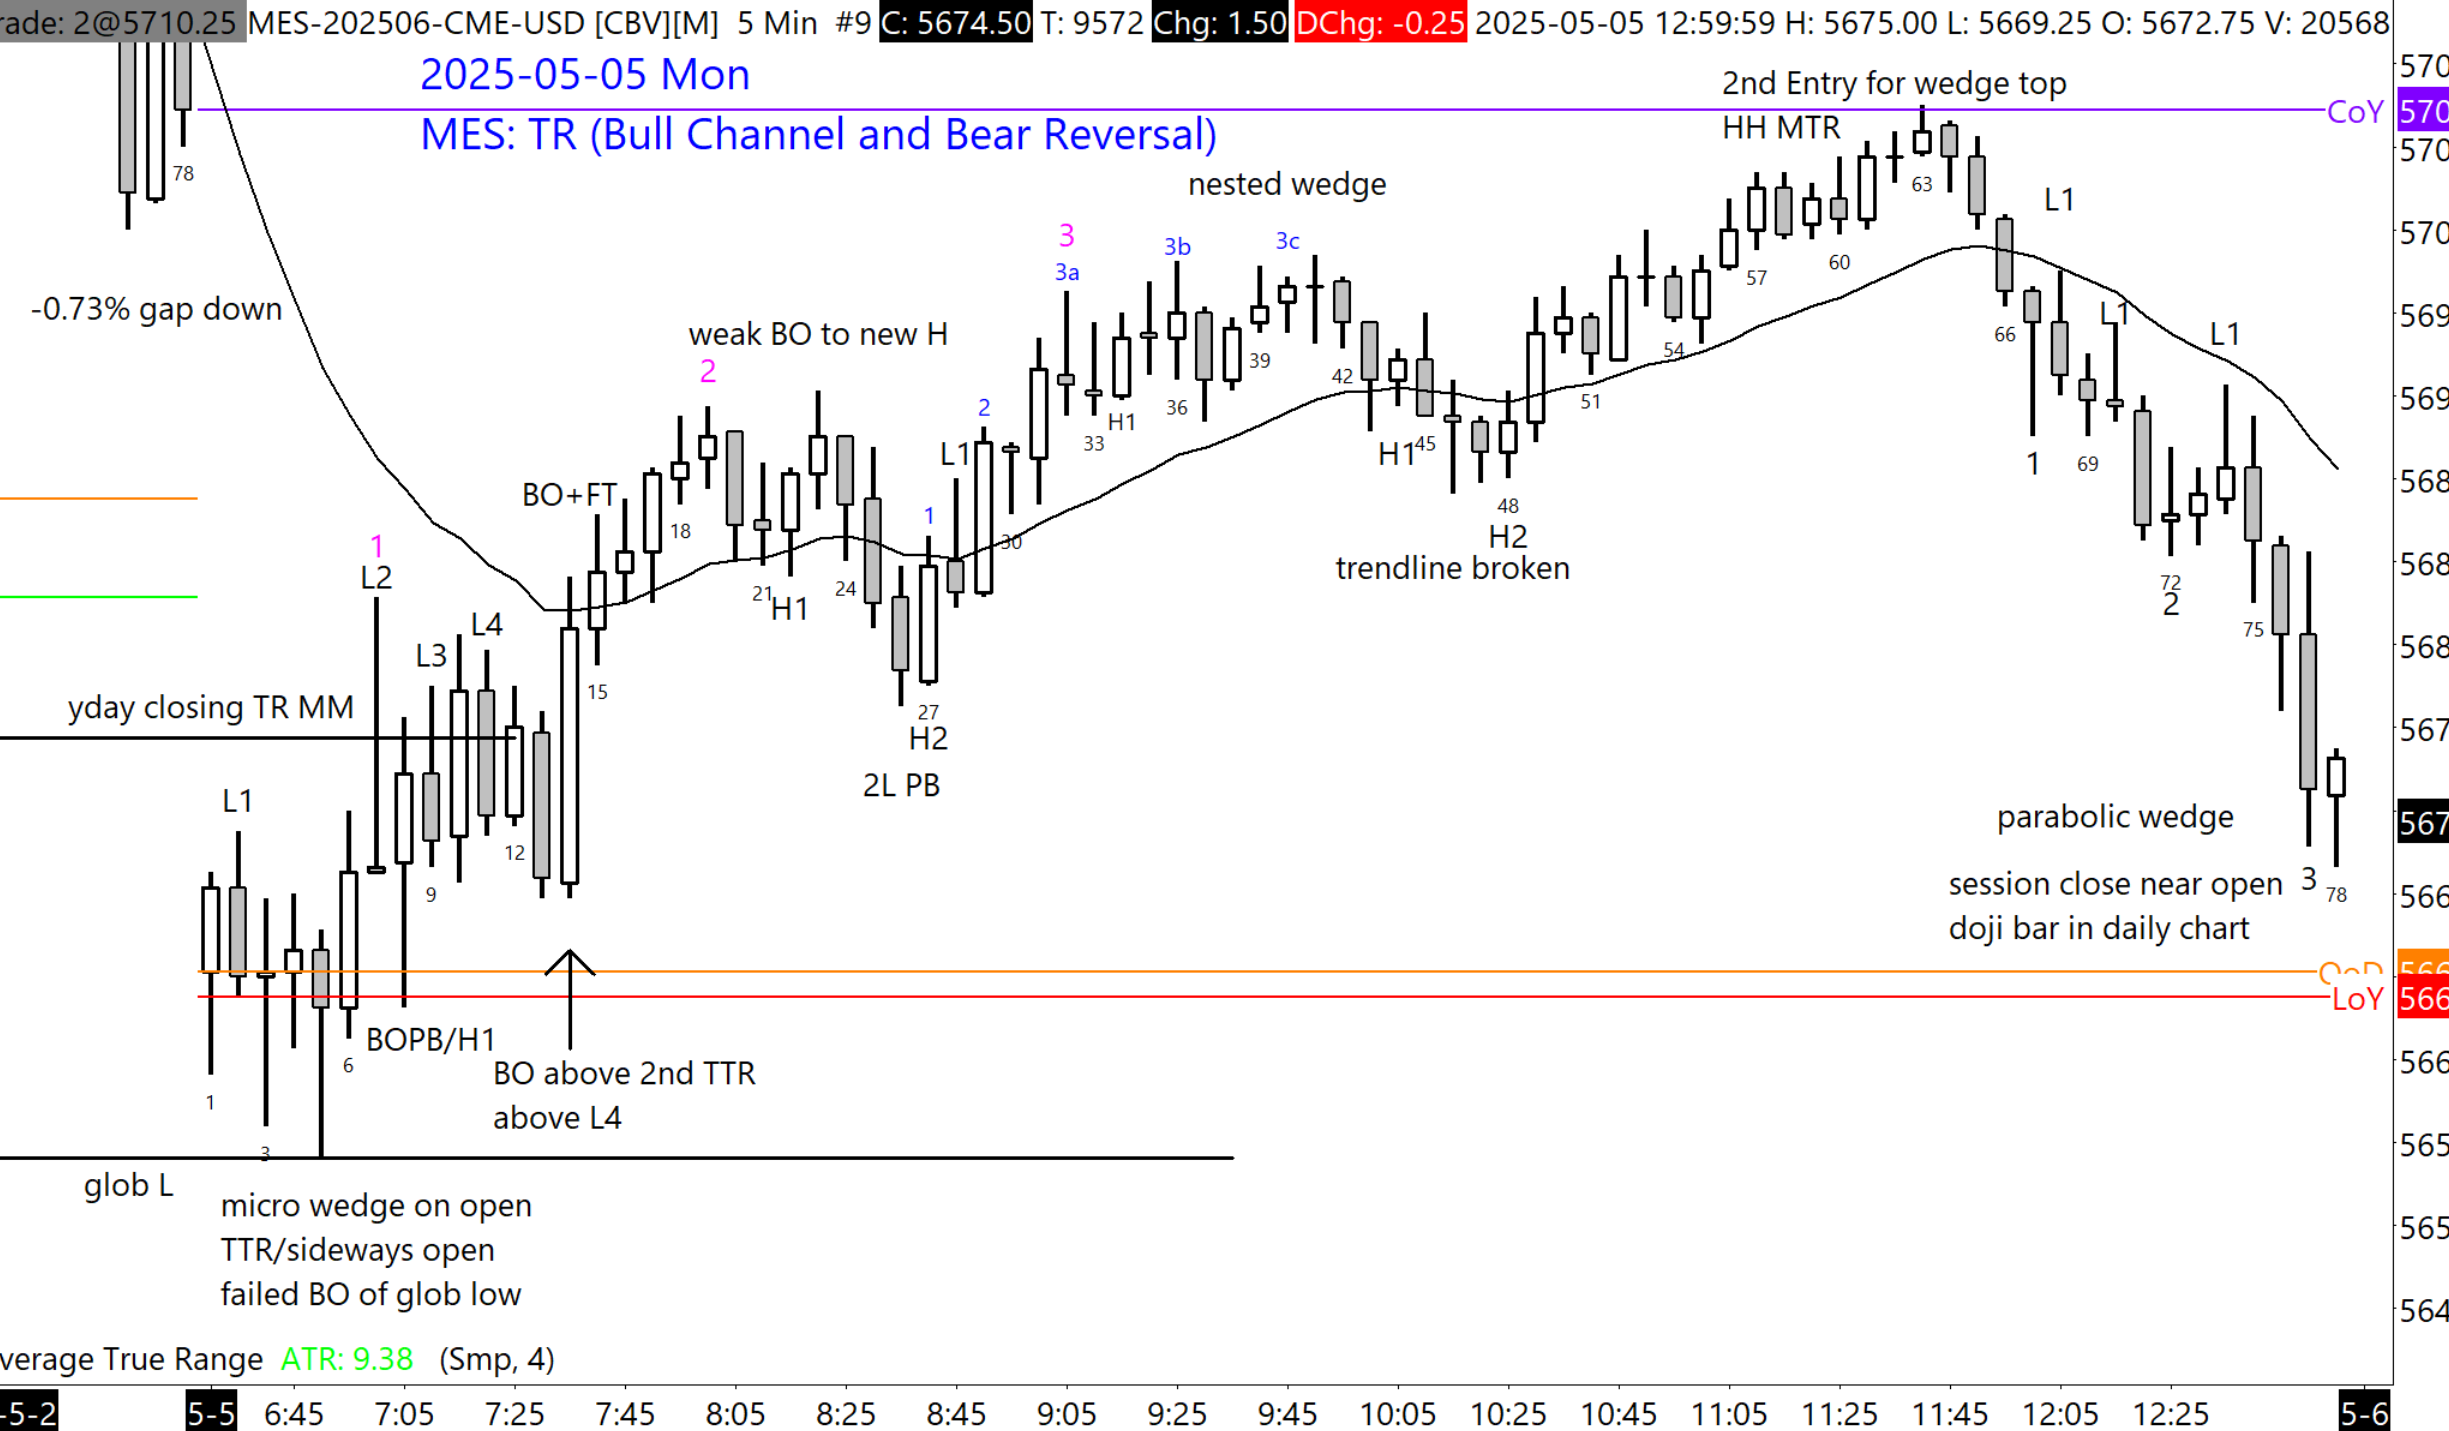 rade: 2@5710.25 MES-202506-CME-USD [CBV][M] 5 Min #9 C: 5674.50 T: 9572 Chg: 1.50 DChg: -0.25 2025-05-05 12:59:59 H: 5675.00 L: 5669.25 O: 5672.75 V: 20568
2025-05-05 Mon
MES: TR (Bull Channel and Bear Reversal)
2nd Entry for wedge top
HH MTR
CoY
570
570
570
570
569
569
568
568
568
567
567
566
566
566
566
565
565
564
78
nested wedge
63
L1
3
3a
3b
3c
-0.73% gap down
weak BO to new H
2
57
60
66
L1
L1
39
42
36
33
H1
51
54
2
L1
H1
45
1
69
BO+FT
18
1
48
H2
trendline broken
30
1
L2
21
H1
24
72
2
75
L4
L3
15
27
H2
2L PB
yday closing TR MM
L1
12
9
parabolic wedge
session close near open
doji bar in daily chart
3
78
OoD
LoY
6
BOPB/H1
1
3
BO above 2nd TTR
above L4
glob L
micro wedge on open
TTR/sideways open
failed BO of glob low
verage True Range ATR: 9.38 (Smp, 4)
-5-2
5-5
6:45
7:05
7:25
7:45
8:05
8:25
8:45
9:05
9:25
9:45
10:05
10:25
10:45
11:05
11:25
11:45
12:05
12:25
5-6